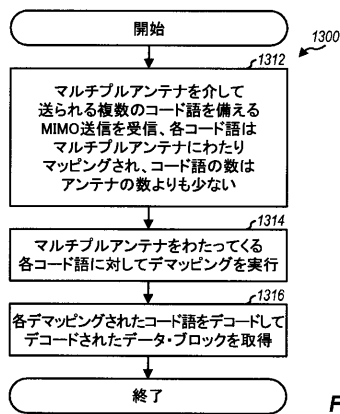 開始
1300
1312
マルチプルアンテナを介して
送られる複数のコード語を備える
MIMO送信を受信、各コード語は
マルチプルアンテナにわたり
マッピングされ、コード語の数は
アンテナの数よりも少ない
1314
マルチプルアンテナをわたってくる
各コード語に対してデマッピングを実行
1316
各デマッピングされたコード語をデコードして
デコードされたデータ・ブロックを取得
終了
F